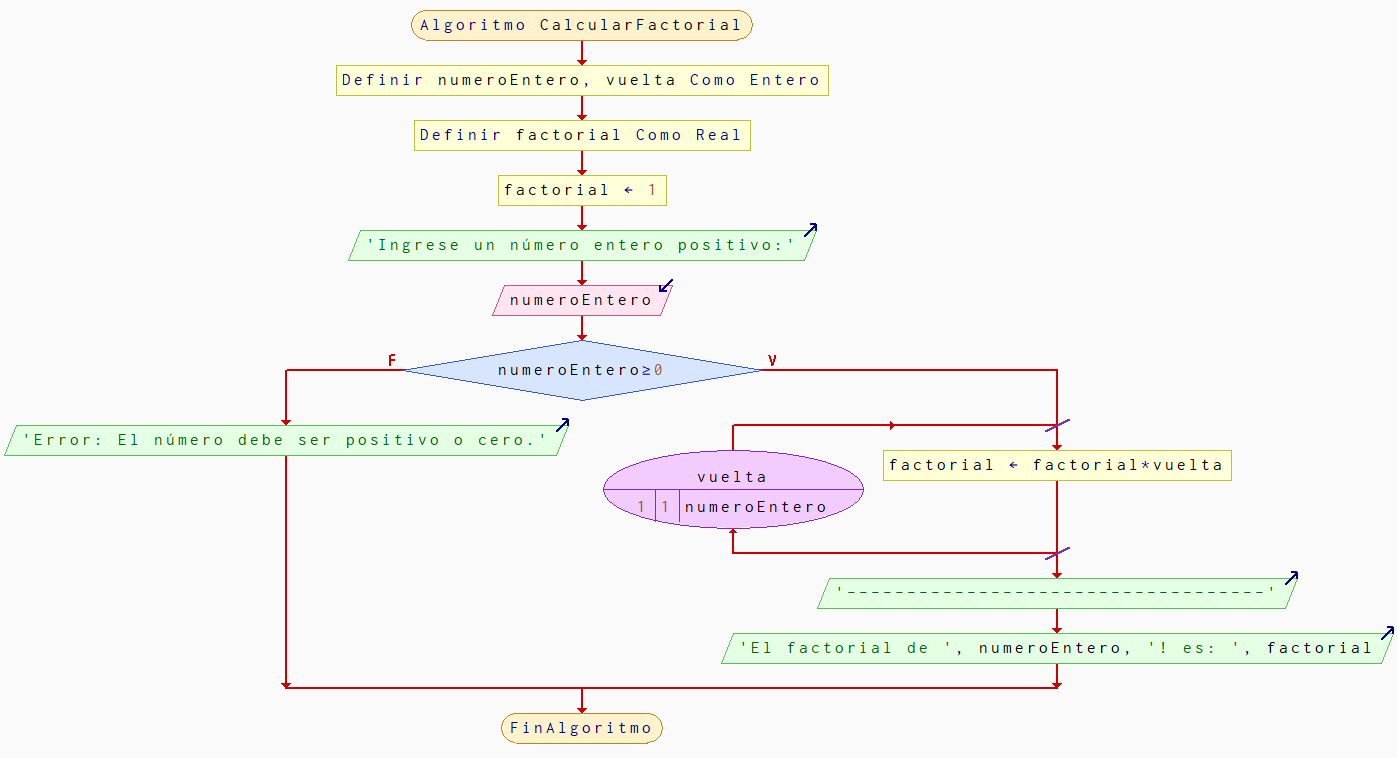 Algoritmo CalcularFactorial
Definir numeroEntero, vuelta Como Entero
Definir factorial Como Real
factorial ← 1
'Ingrese un número entero positivo:'
numeroEntero
F
V
numeroEntero≥0
'Error: El número debe ser positivo o cero.'
factorial ← factorial*vuelta
vuelta
1 1 numeroEntero
'-----------------------------------'
'El factorial de ', numeroEntero, '! es: ', factorial
FinAlgoritmo